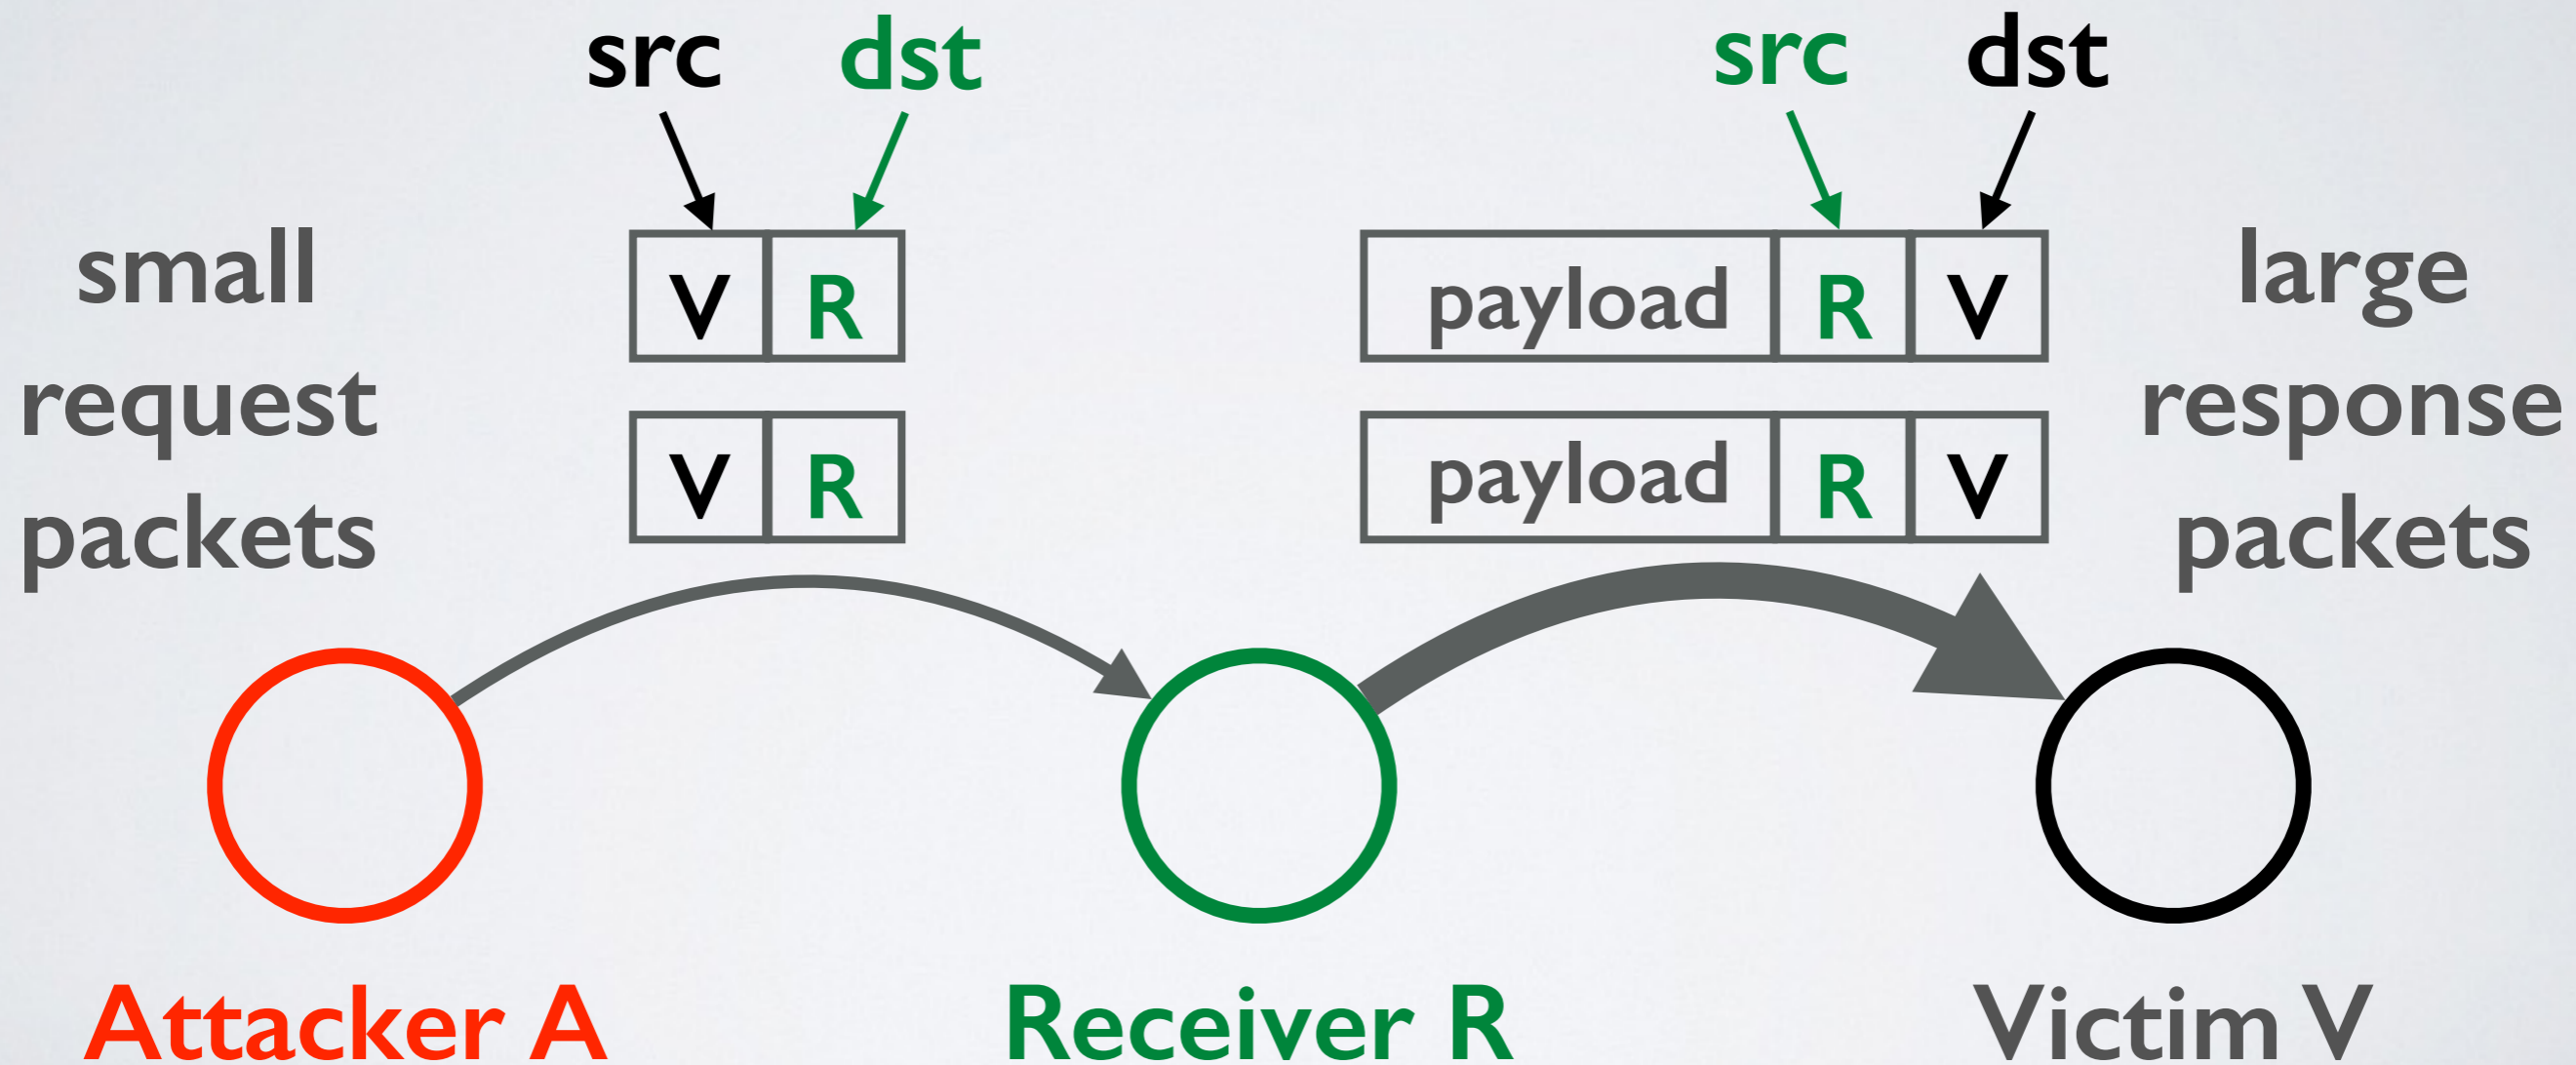 src dst
src dst
small
request
packets
V R
V R
payload R V
payload R V
large
response
packets
Attacker A
Receiver R
Victim V